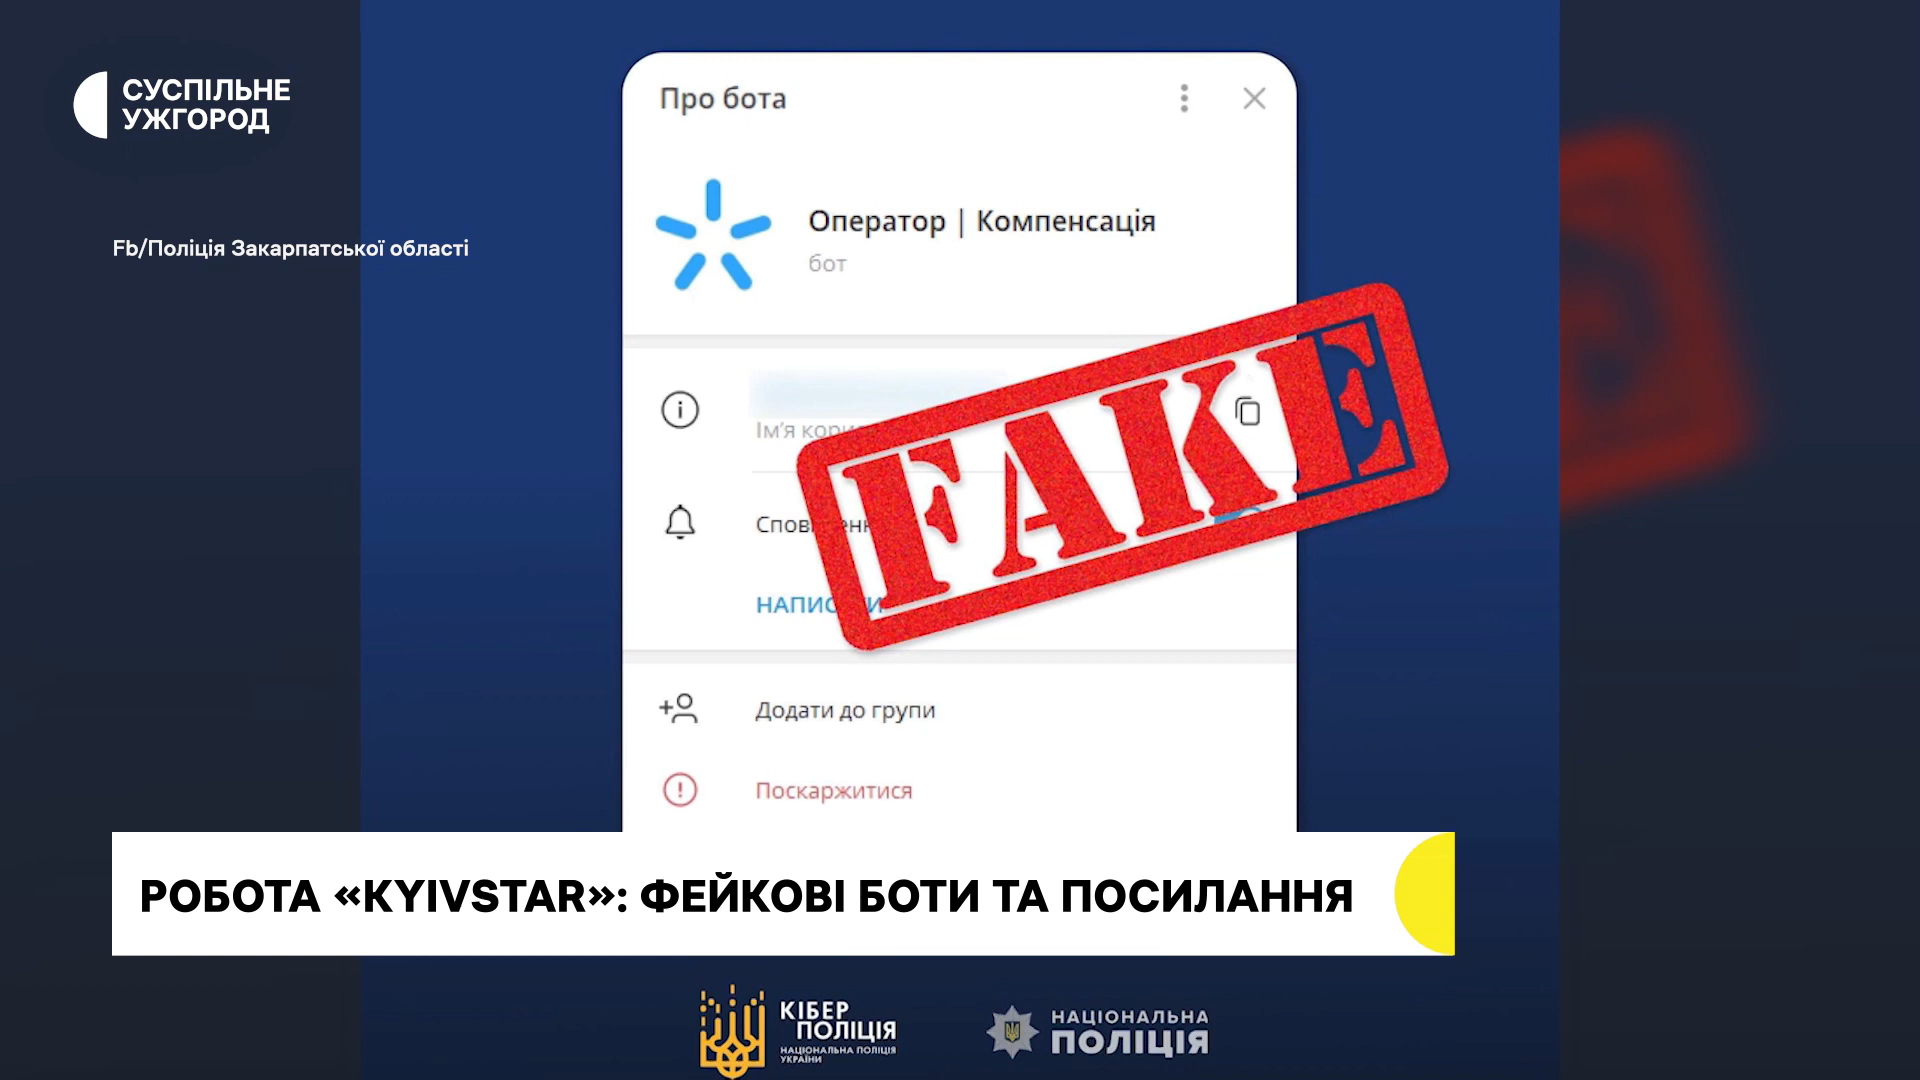 СУСПІЛЬНЕ
УЖГОРОД
Fb/Поліція Закарпатської області
Про бота
Оператор | Компенсація
бот
Ім'я
FAKE
Додати до групи
Поскаржитися
РОБОТА «KYIVSTAR»: ФЕЙКОВІ БОТИ ТА ПОСИЛАННЯ
КІБЕР
ПОЛІЦІЯ
НАЦІОНАЛЬНА ПОЛІЦІЯ
УКРАЇНИ
НАЦІОНАЛЬНА
ПОЛІЦІЯ